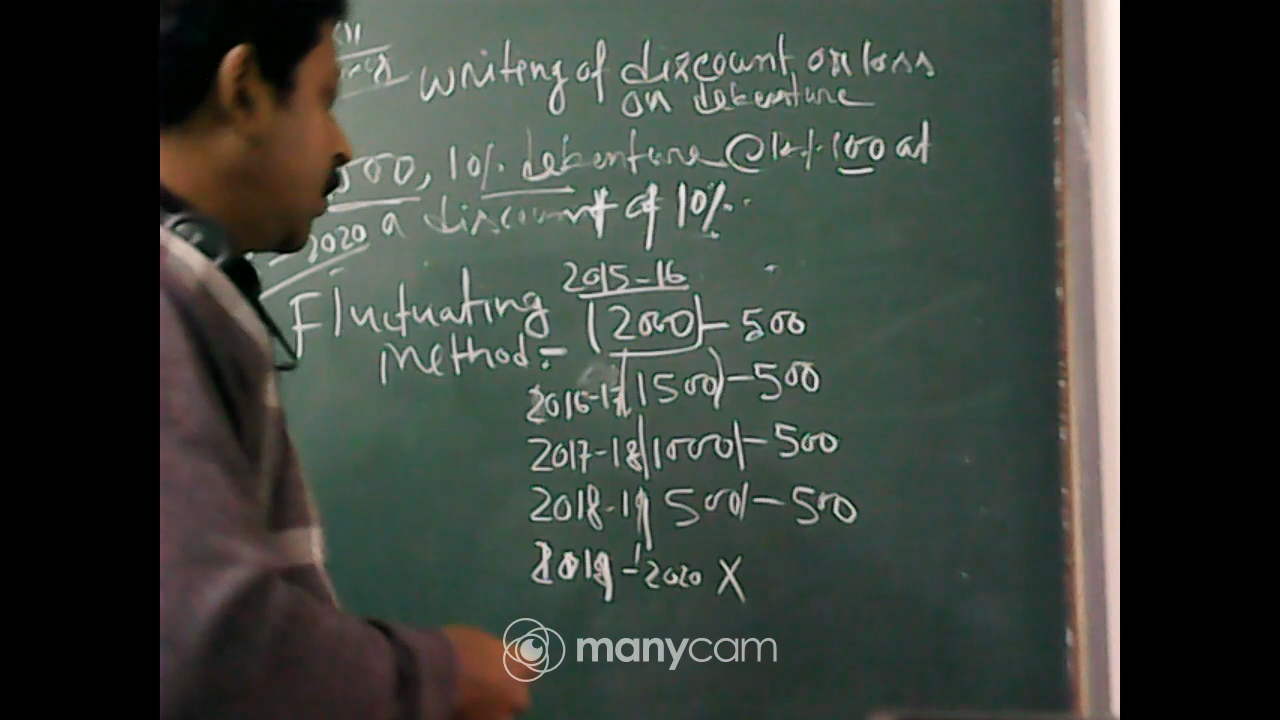 writing of discount or loss
on debenture
500, 10% debenture @ 100 at
2020 a discount of 10%.
2015-16
Fluctuating (2000) - 500
method:-
2016-17 (1500) - 500
2017-18 1000 - 500
2018-19 500 - 500
2019 - 2020 X
manycam